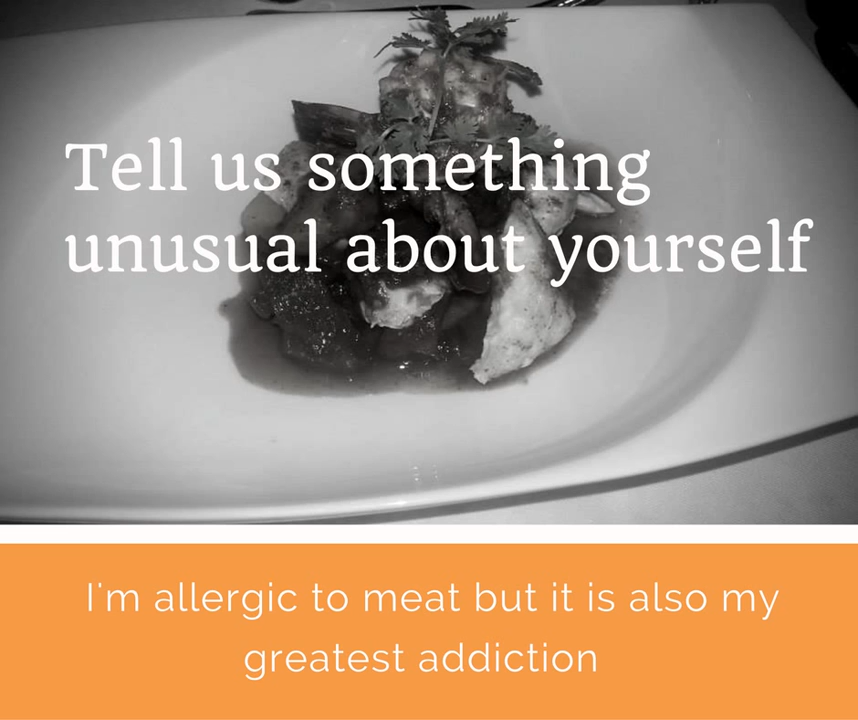 Tell us something
unusual about yourself
I'm allergic to meat but it is also my
greatest addiction